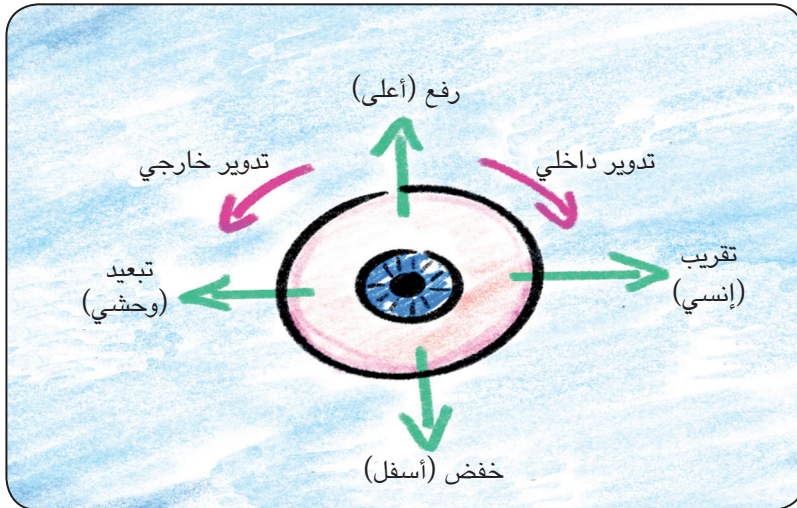 رفع (أعلى)
تدوير داخلي
تدوير خارجي
تقريب
(إنسي)
تبعيد
(وحشي)
خفض (أسفل)